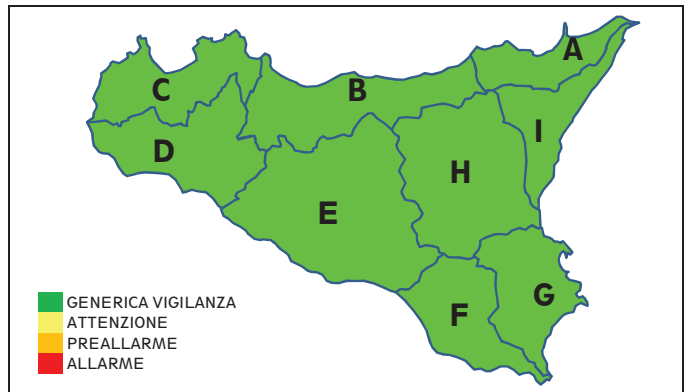 A
B
C
I
D
H
E
G
F
GENERICA VIGILANZA
ATTENZIONE
PREALLARME
ALLARME